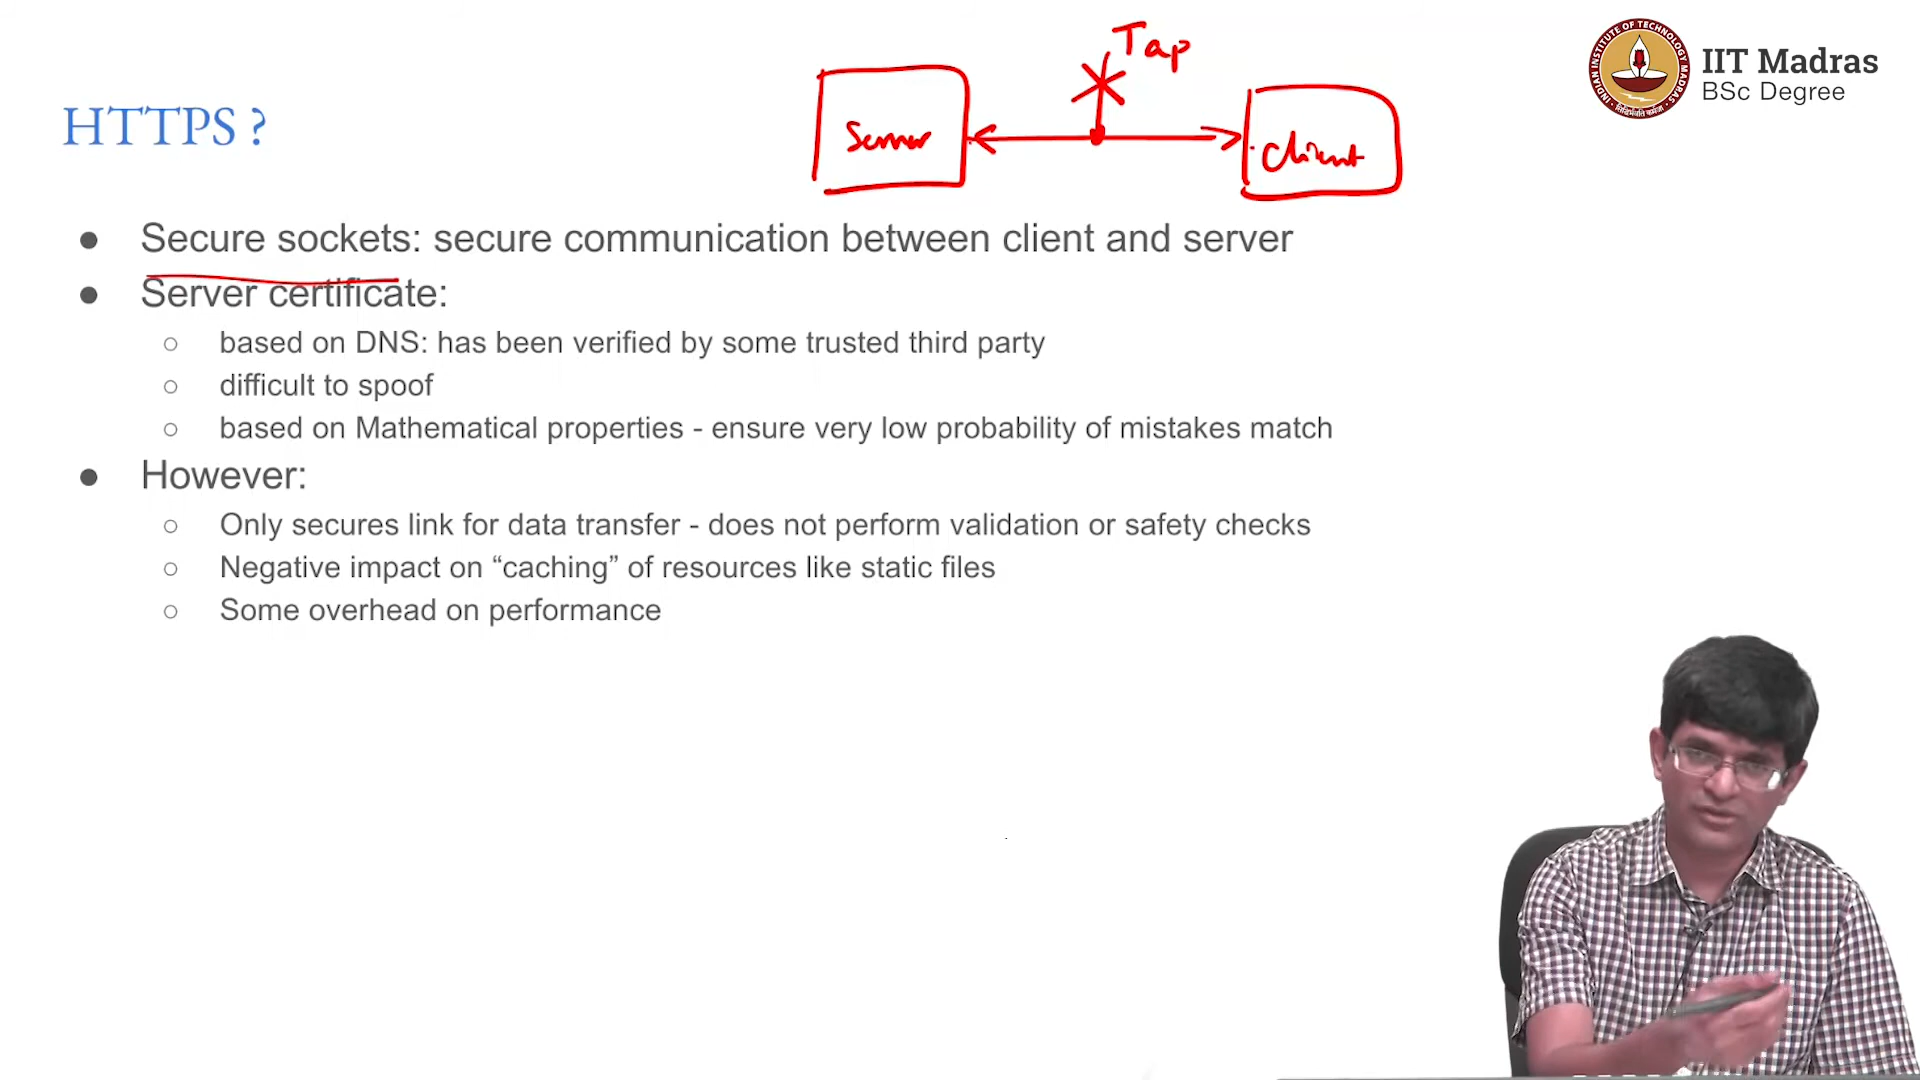 Tap
IIT Madras
BSc Degree
HTTPS ?
Server
Client
Secure sockets: secure communication between client and server
Server certificate:
based on DNS: has been verified by some trusted third party
difficult to spoof
based on Mathematical properties - ensure very low probability of mistakes match
However:
Only secures link for data transfer - does not perform validation or safety checks
Negative impact on “caching” of resources like static files
Some overhead on performance